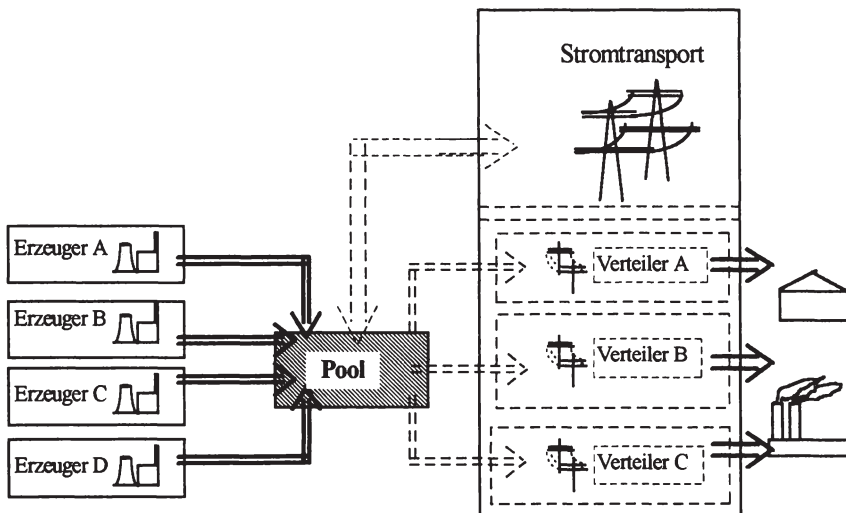 Stromtransport
Erzeuger A
Erzeuger B
Erzeuger C
Erzeuger D
Pool
Verteiler A
Verteiler B
Verteiler C